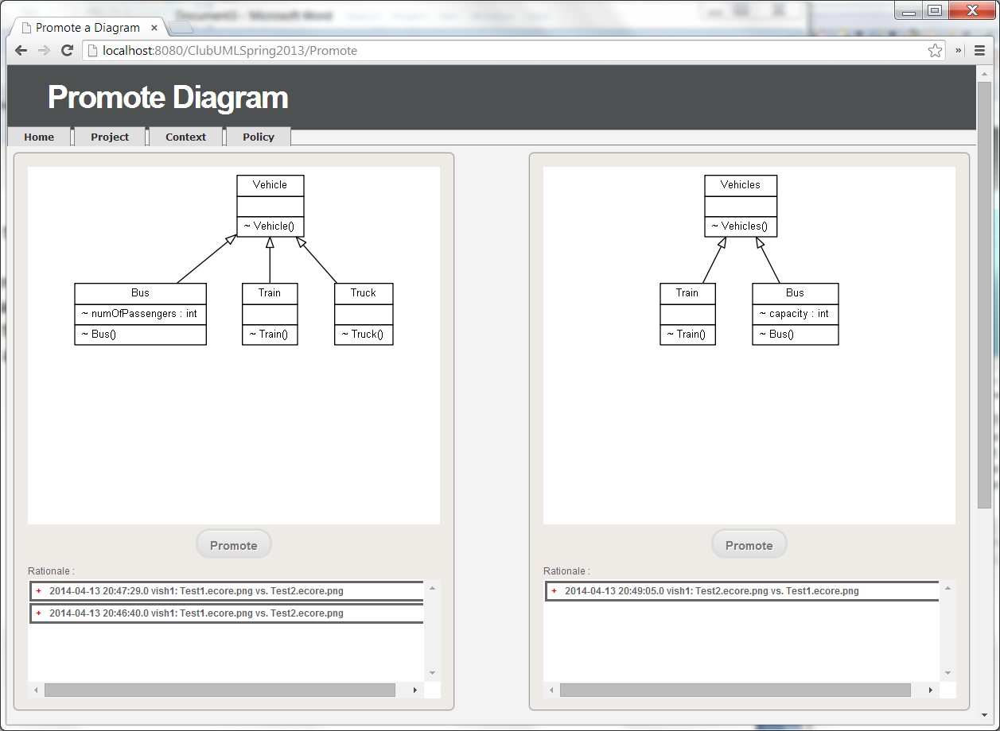 Document2 - Microsoft Word
Promote a Diagram
localhost:8080/ClubUMLSpring2013/Promote
Promote Diagram
Home Project Context Policy
Vehicle
~ Vehicle()
Bus
~ numOfPassengers : int
~ Bus()
Train
~ Train()
Truck
~ Truck()
Promote
Rationale :
+ 2014-04-13 20:47:29.0 vish1: Test1.ecore.png vs. Test2.ecore.png
+ 2014-04-13 20:46:40.0 vish1: Test1.ecore.png vs. Test2.ecore.png
Vehicles
~ Vehicles()
Train
~ Train()
Bus
~ capacity : int
~ Bus()
Promote
Rationale :
+ 2014-04-13 20:49:05.0 vish1: Test2.ecore.png vs. Test1.ecore.png